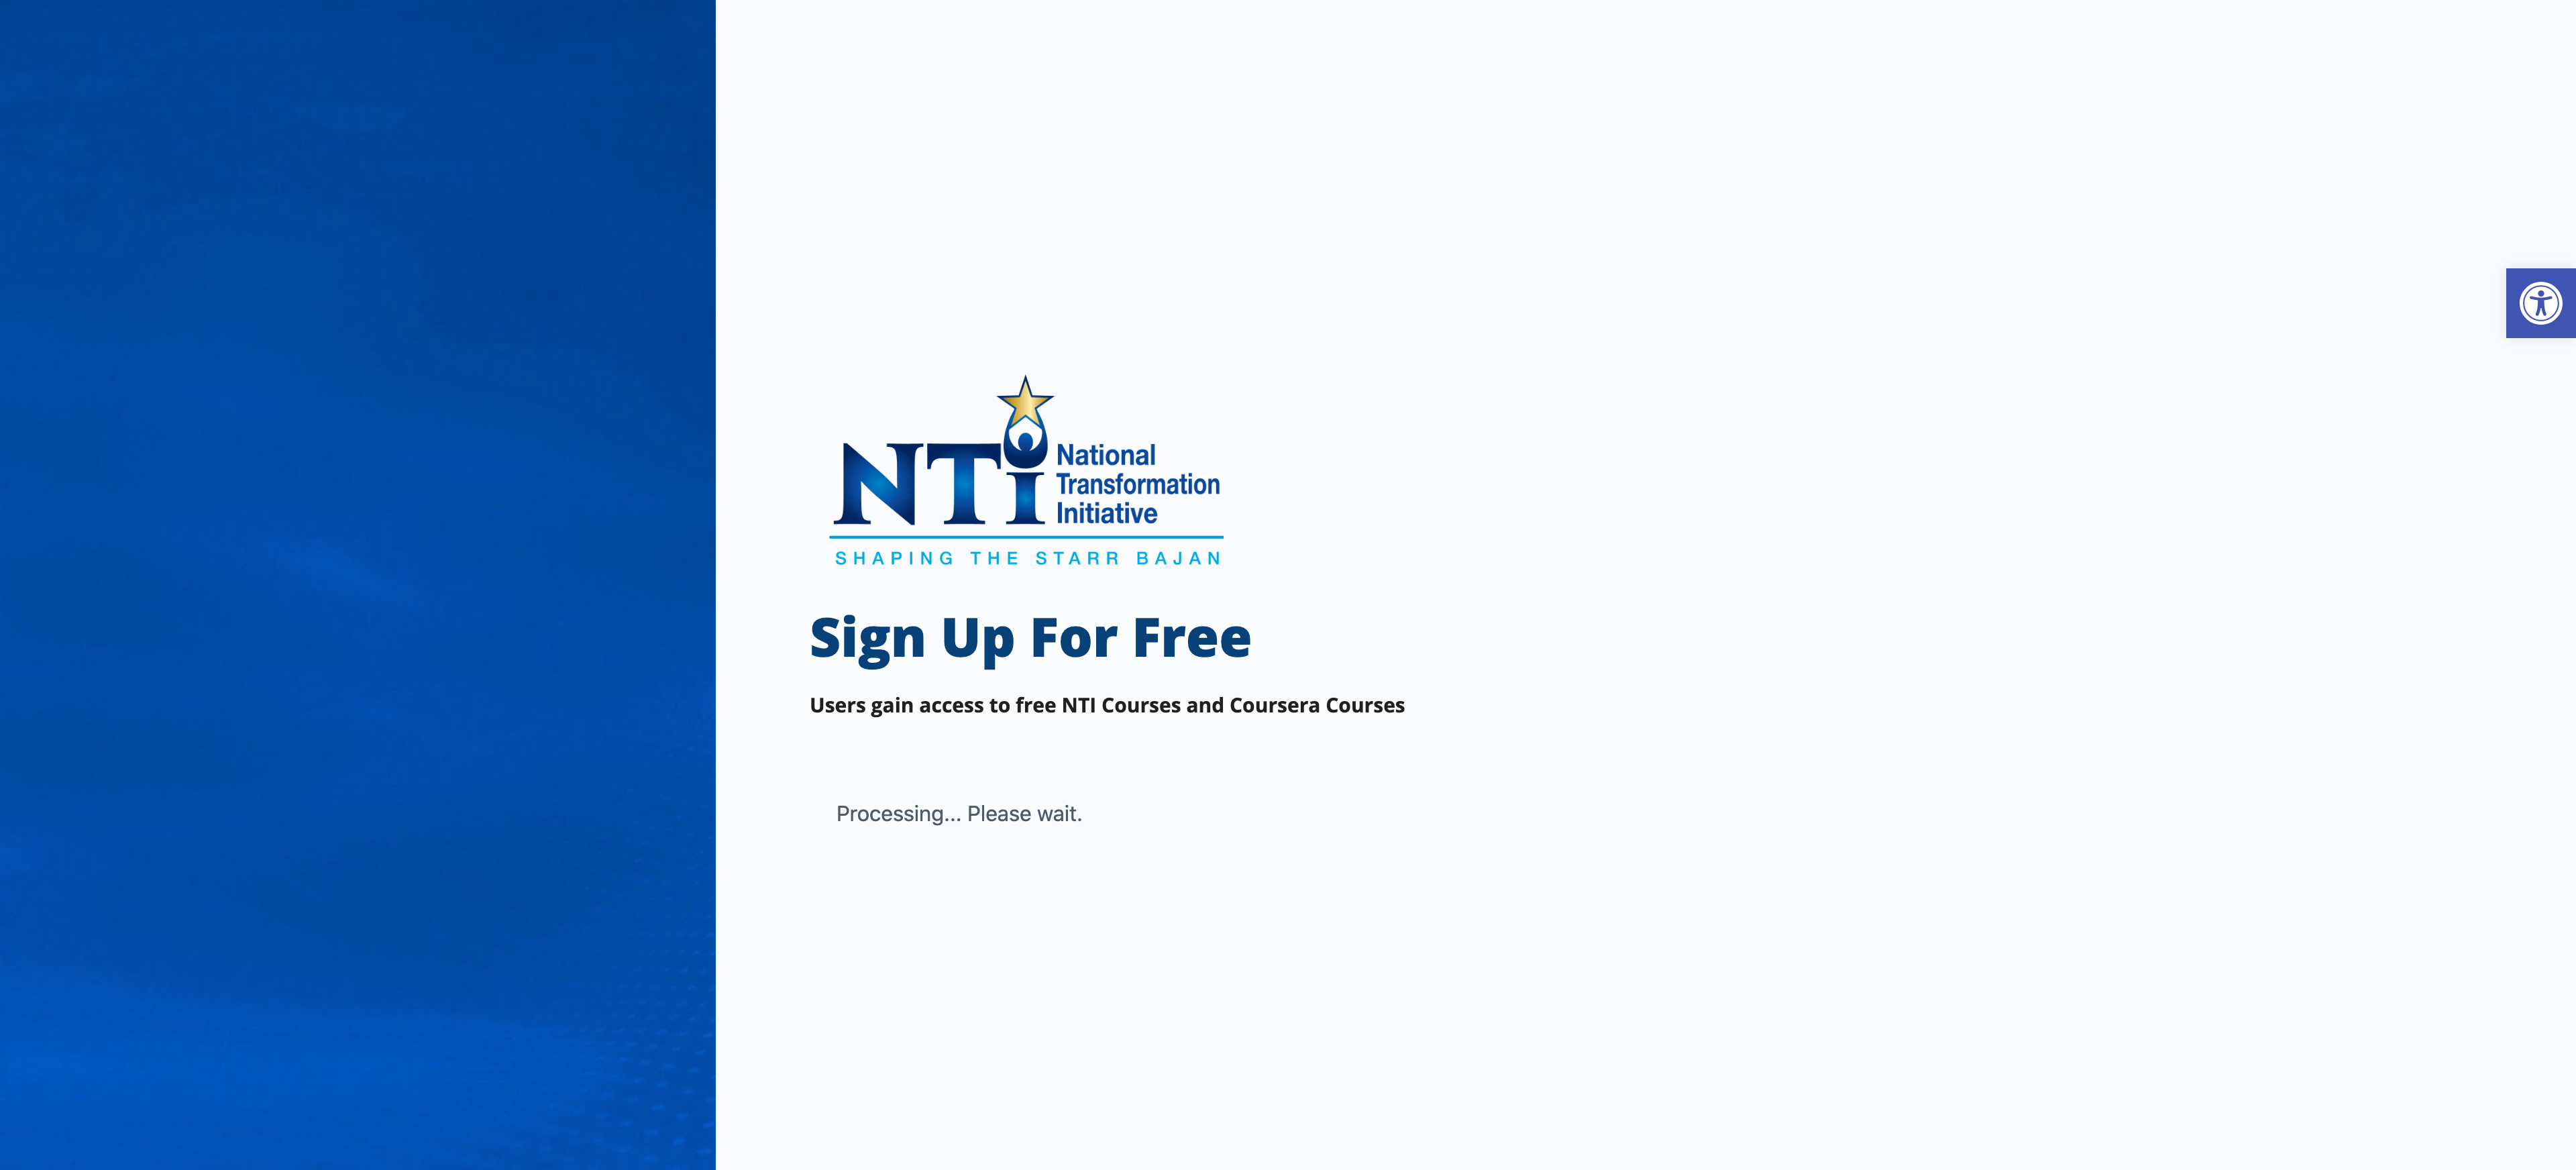 NTi
National
Transformation
Initiative
SHAPING THE STARR BAJAN
Sign Up For Free
Users gain access to free NTI Courses and Coursera Courses
Processing... Please wait.